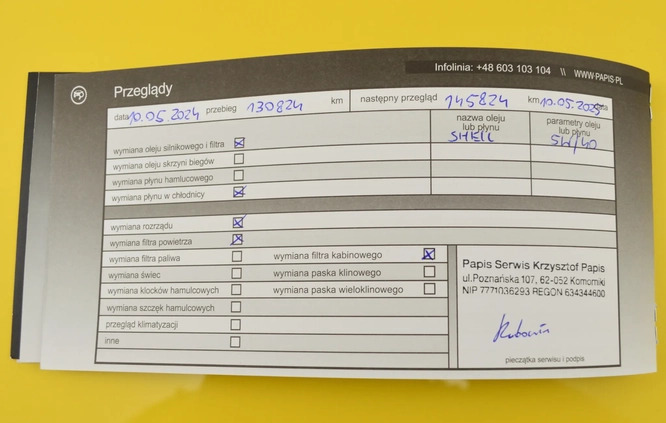 Infolinia: +48 603 103 104 \\ WWW-PAPIS-PL
Przeglądy
data 10.05.2024 przebieg 130824 km następny przegląd 145824 km 10.05.2025
nazwa oleju lub płynu
parametry oleju lub płynu
wymiana oleju silnikowego i filtra SHELL 5W/40
wymiana oleju skrzyni biegów
wymiana płynu hamulcowego
wymiana płynu w chłodnicy
wymiana rozrządu
wymiana filtra powietrza
wymiana filtra paliwa wymiana filtra kabinowego
wymiana świec wymiana paska klinowego
wymiana klocków hamulcowych wymiana paska wieloklinowego
wymiana szczęk hamulcowych
przegląd klimatyzacji
inne
Papis Serwis Krzysztof Papis
ul.Poznańska 107, 62-052 Komorniki
NIP 7771036293 REGON 634344600
pieczątka serwisu i podpis